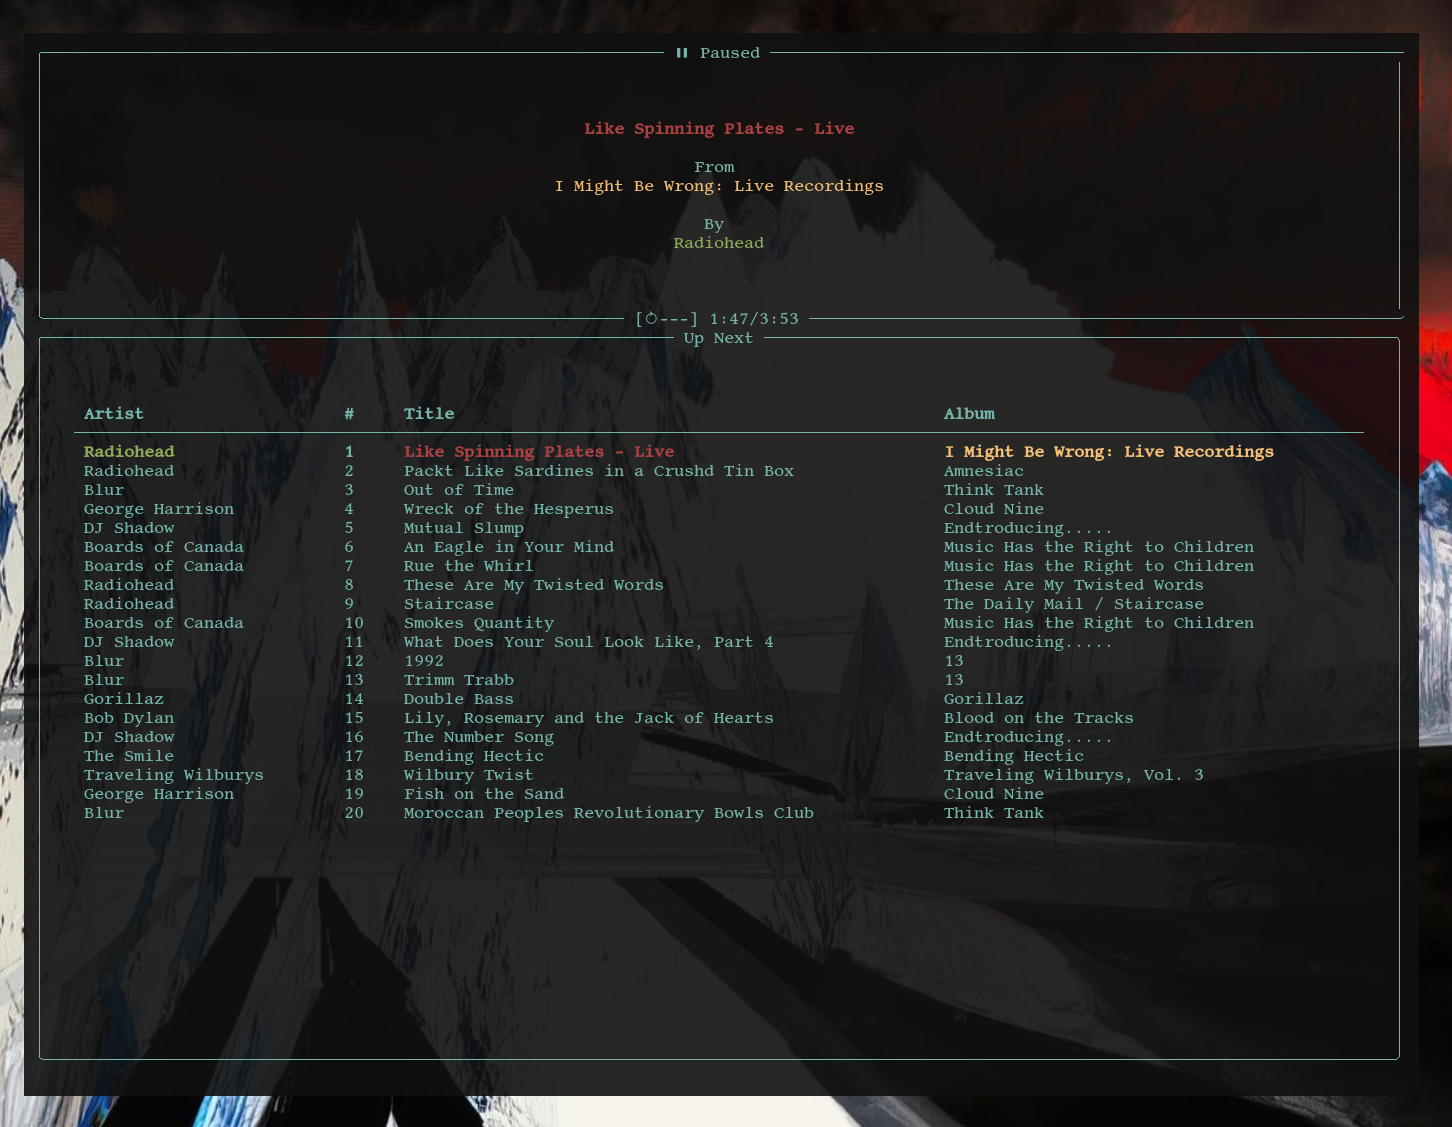 ⏸ Paused
Like Spinning Plates - Live
From
I Might Be Wrong: Live Recordings
By
Radiohead
[⥁---] 1:47/3:53
Up Next
Artist # Title Album
Radiohead 1 Like Spinning Plates - Live I Might Be Wrong: Live Recordings
Radiohead 2 Packt Like Sardines in a Crushd Tin Box Amnesiac
Blur 3 Out of Time Think Tank
George Harrison 4 Wreck of the Hesperus Cloud Nine
DJ Shadow 5 Mutual Slump Endtroducing.....
Boards of Canada 6 An Eagle in Your Mind Music Has the Right to Children
Boards of Canada 7 Rue the Whirl Music Has the Right to Children
Radiohead 8 These Are My Twisted Words These Are My Twisted Words
Radiohead 9 Staircase The Daily Mail / Staircase
Boards of Canada 10 Smokes Quantity Music Has the Right to Children
DJ Shadow 11 What Does Your Soul Look Like, Part 4 Endtroducing.....
Blur 12 1992 13
Blur 13 Trimm Trabb 13
Gorillaz 14 Double Bass Gorillaz
Bob Dylan 15 Lily, Rosemary and the Jack of Hearts Blood on the Tracks
DJ Shadow 16 The Number Song Endtroducing.....
The Smile 17 Bending Hectic Bending Hectic
Traveling Wilburys 18 Wilbury Twist Traveling Wilburys, Vol. 3
George Harrison 19 Fish on the Sand Cloud Nine
Blur 20 Moroccan Peoples Revolutionary Bowls Club Think Tank